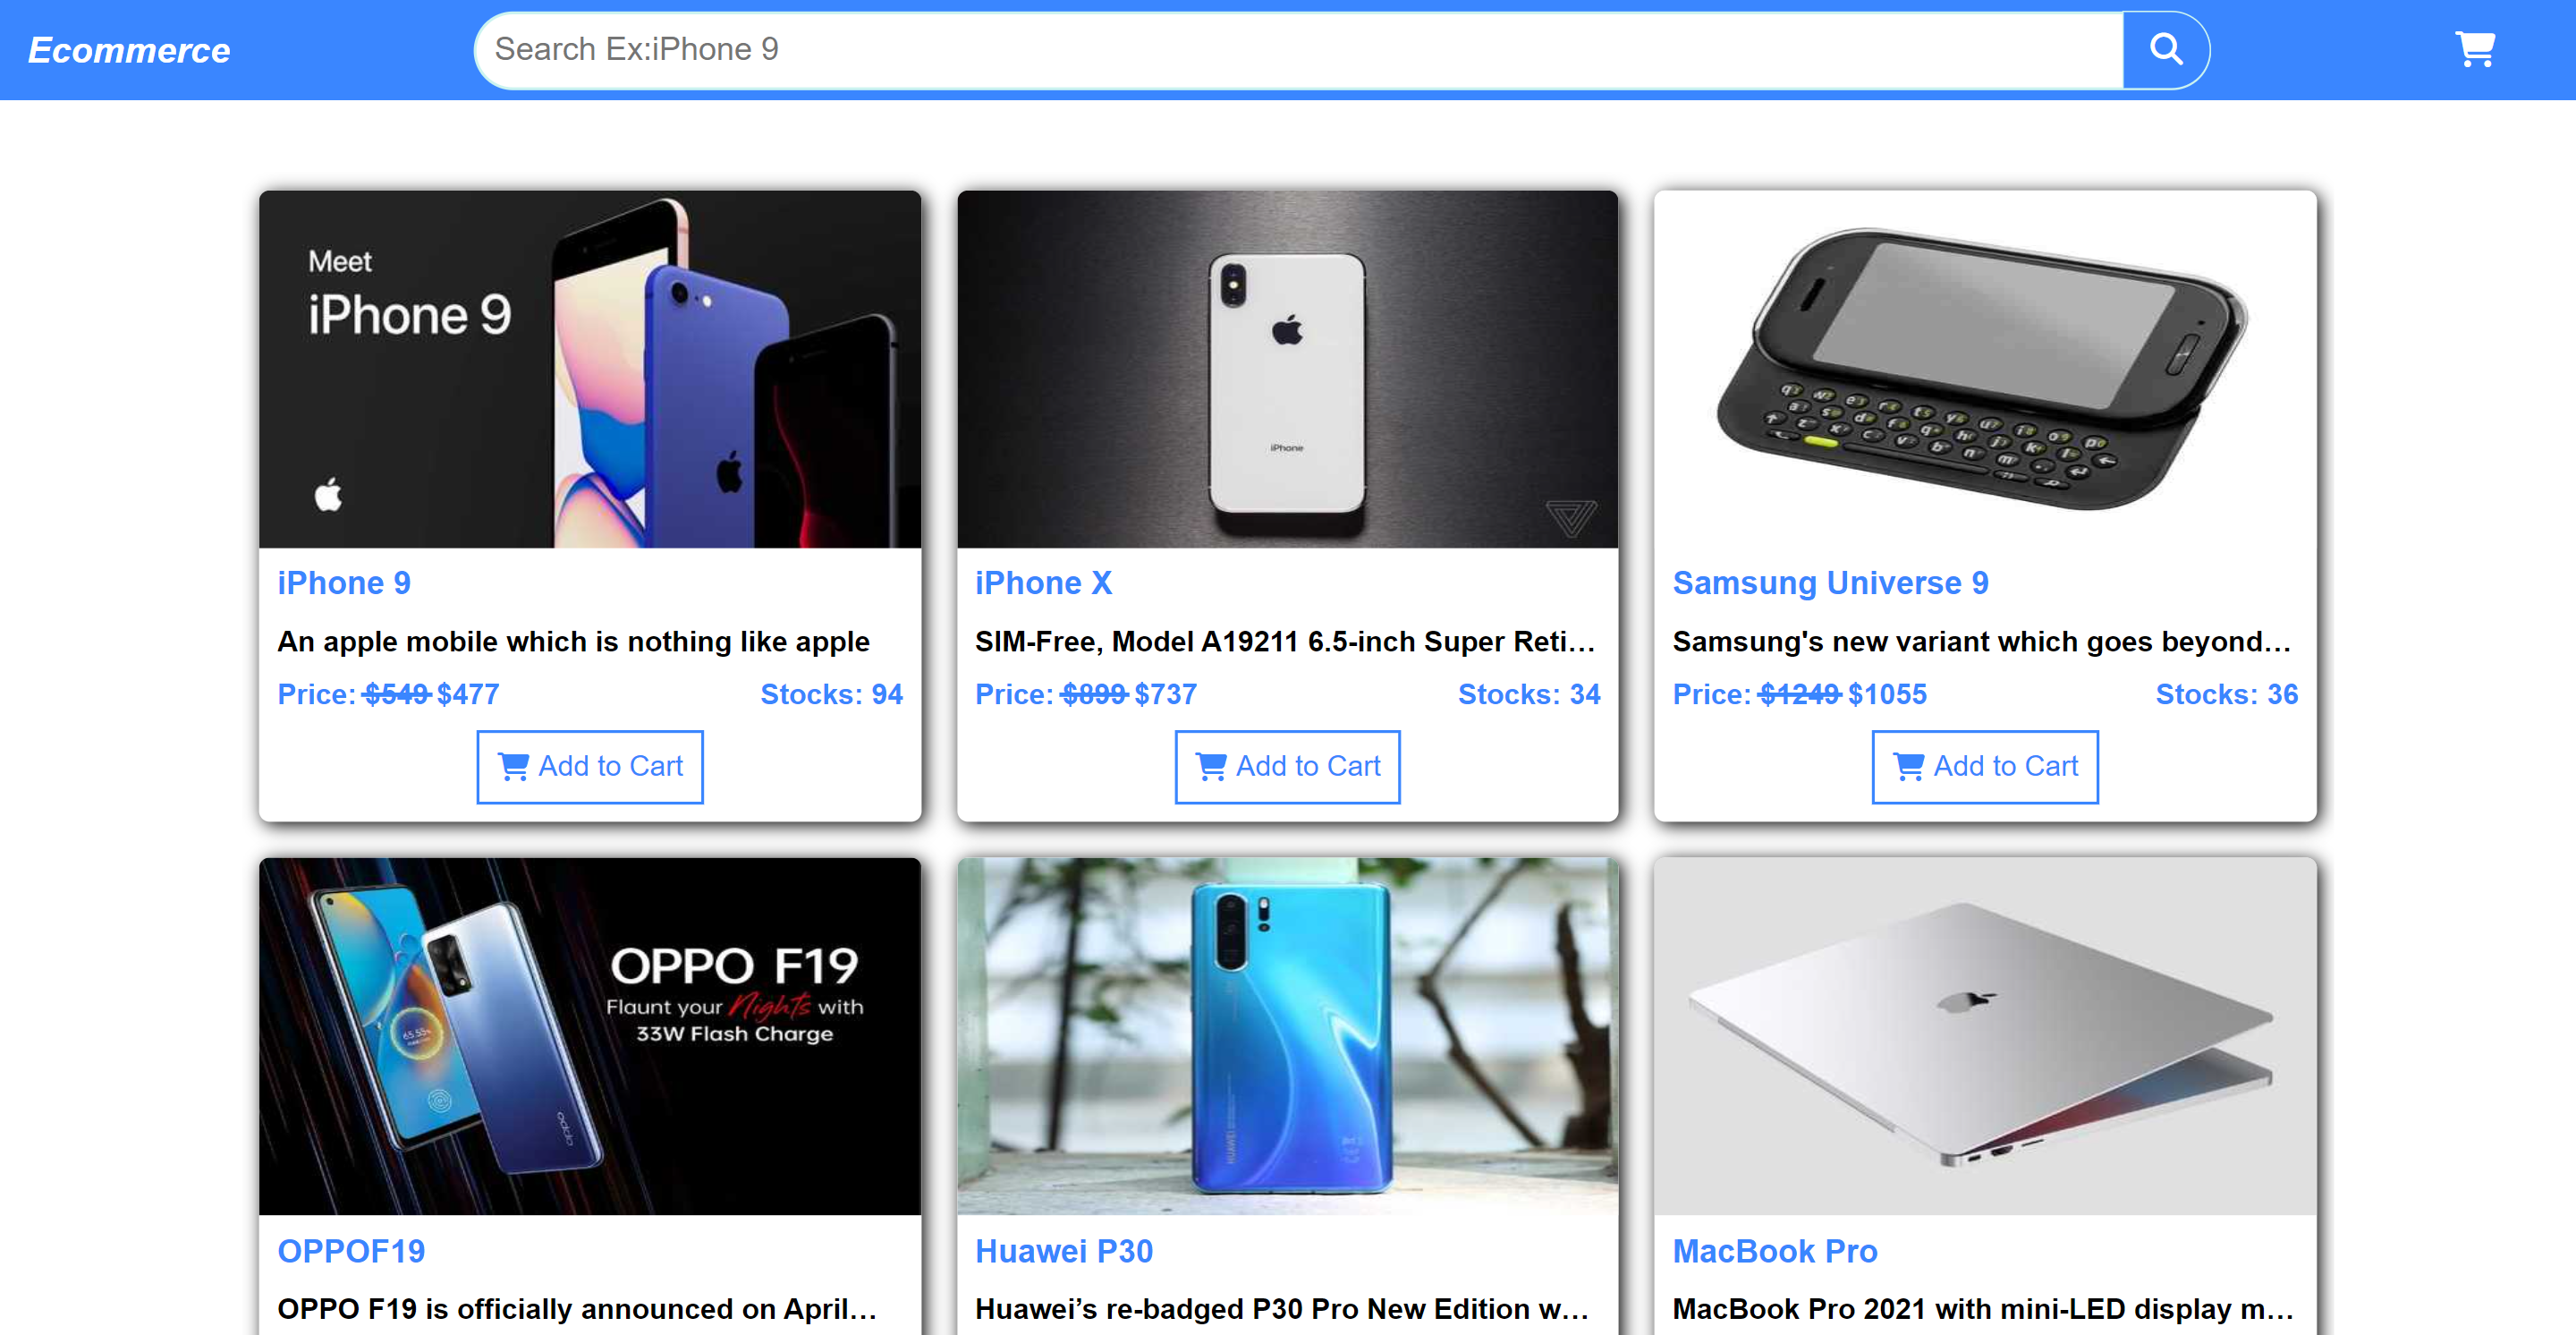 Ecommerce
Search Ex:iPhone 9
Meet
iPhone 9
iPhone
iPhone 9
An apple mobile which is nothing like apple
Price: $549 $477
Stocks: 94
Add to Cart
iPhone X
SIM-Free, Model A19211 6.5-inch Super Reti...
Price: $899 $737
Stocks: 34
Add to Cart
Samsung Universe 9
Samsung's new variant which goes beyond...
Price: $1249 $1055
Stocks: 36
Add to Cart
OPPO F19
Flaunt your Nights with
33W Flash Charge
oppo
HUAWEI
OPPOF19
OPPO F19 is officially announced on April...
Huawei P30
Huawei’s re-badged P30 Pro New Edition w...
MacBook Pro
MacBook Pro 2021 with mini-LED display m...